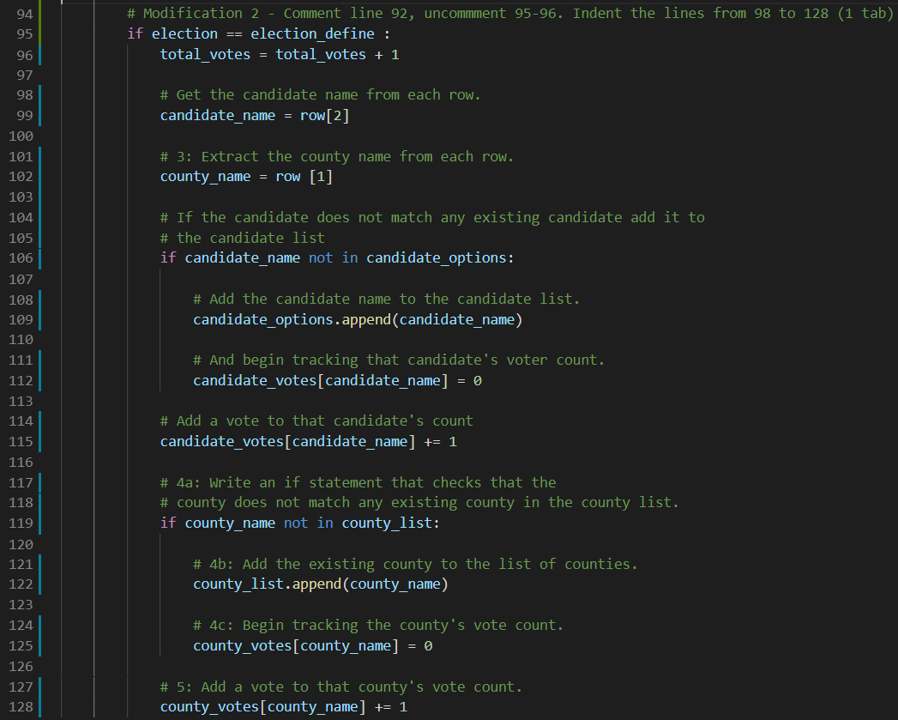 94 # Modification 2 - Comment line 92, uncommment 95-96. Indent the lines from 98 to 128 (1 tab)
95 if election == election_define :
96 total_votes = total_votes + 1
97
98 # Get the candidate name from each row.
99 candidate_name = row[2]
100
101 # 3: Extract the county name from each row.
102 county_name = row [1]
103
104 # If the candidate does not match any existing candidate add it to
105 # the candidate list
106 if candidate_name not in candidate_options:
107
108 # Add the candidate name to the candidate list.
109 candidate_options.append(candidate_name)
110
111 # And begin tracking that candidate's voter count.
112 candidate_votes[candidate_name] = 0
113
114 # Add a vote to that candidate's count
115 candidate_votes[candidate_name] += 1
116
117 # 4a: Write an if statement that checks that the
118 # county does not match any existing county in the county list.
119 if county_name not in county_list:
120
121 # 4b: Add the existing county to the list of counties.
122 county_list.append(county_name)
123
124 # 4c: Begin tracking the county's vote count.
125 county_votes[county_name] = 0
126
127 # 5: Add a vote to that county's vote count.
128 county_votes[county_name] += 1